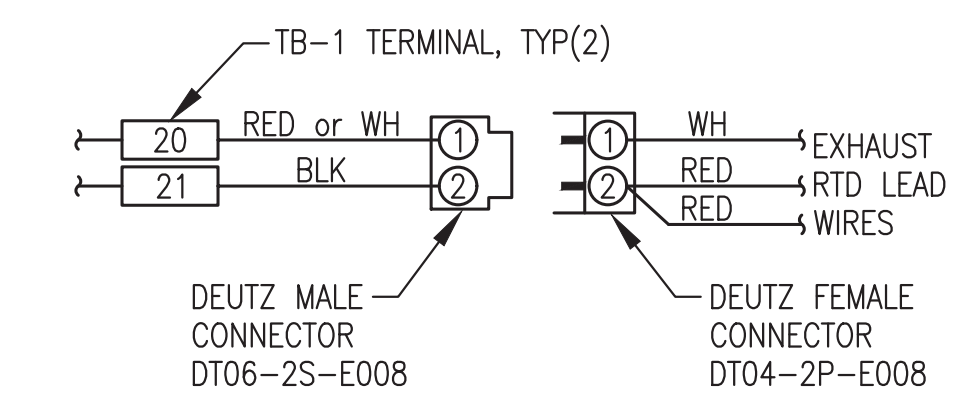 TB-1 TERMINAL, TYP(2)
20 RED or WH 1
21 BLK 2
1 WH EXHAUST
2 RED RTD LEAD
RED WIRES
DEUTZ MALE
CONNECTOR
DT06-2S-E008
DEUTZ FEMALE
CONNECTOR
DT04-2P-E008